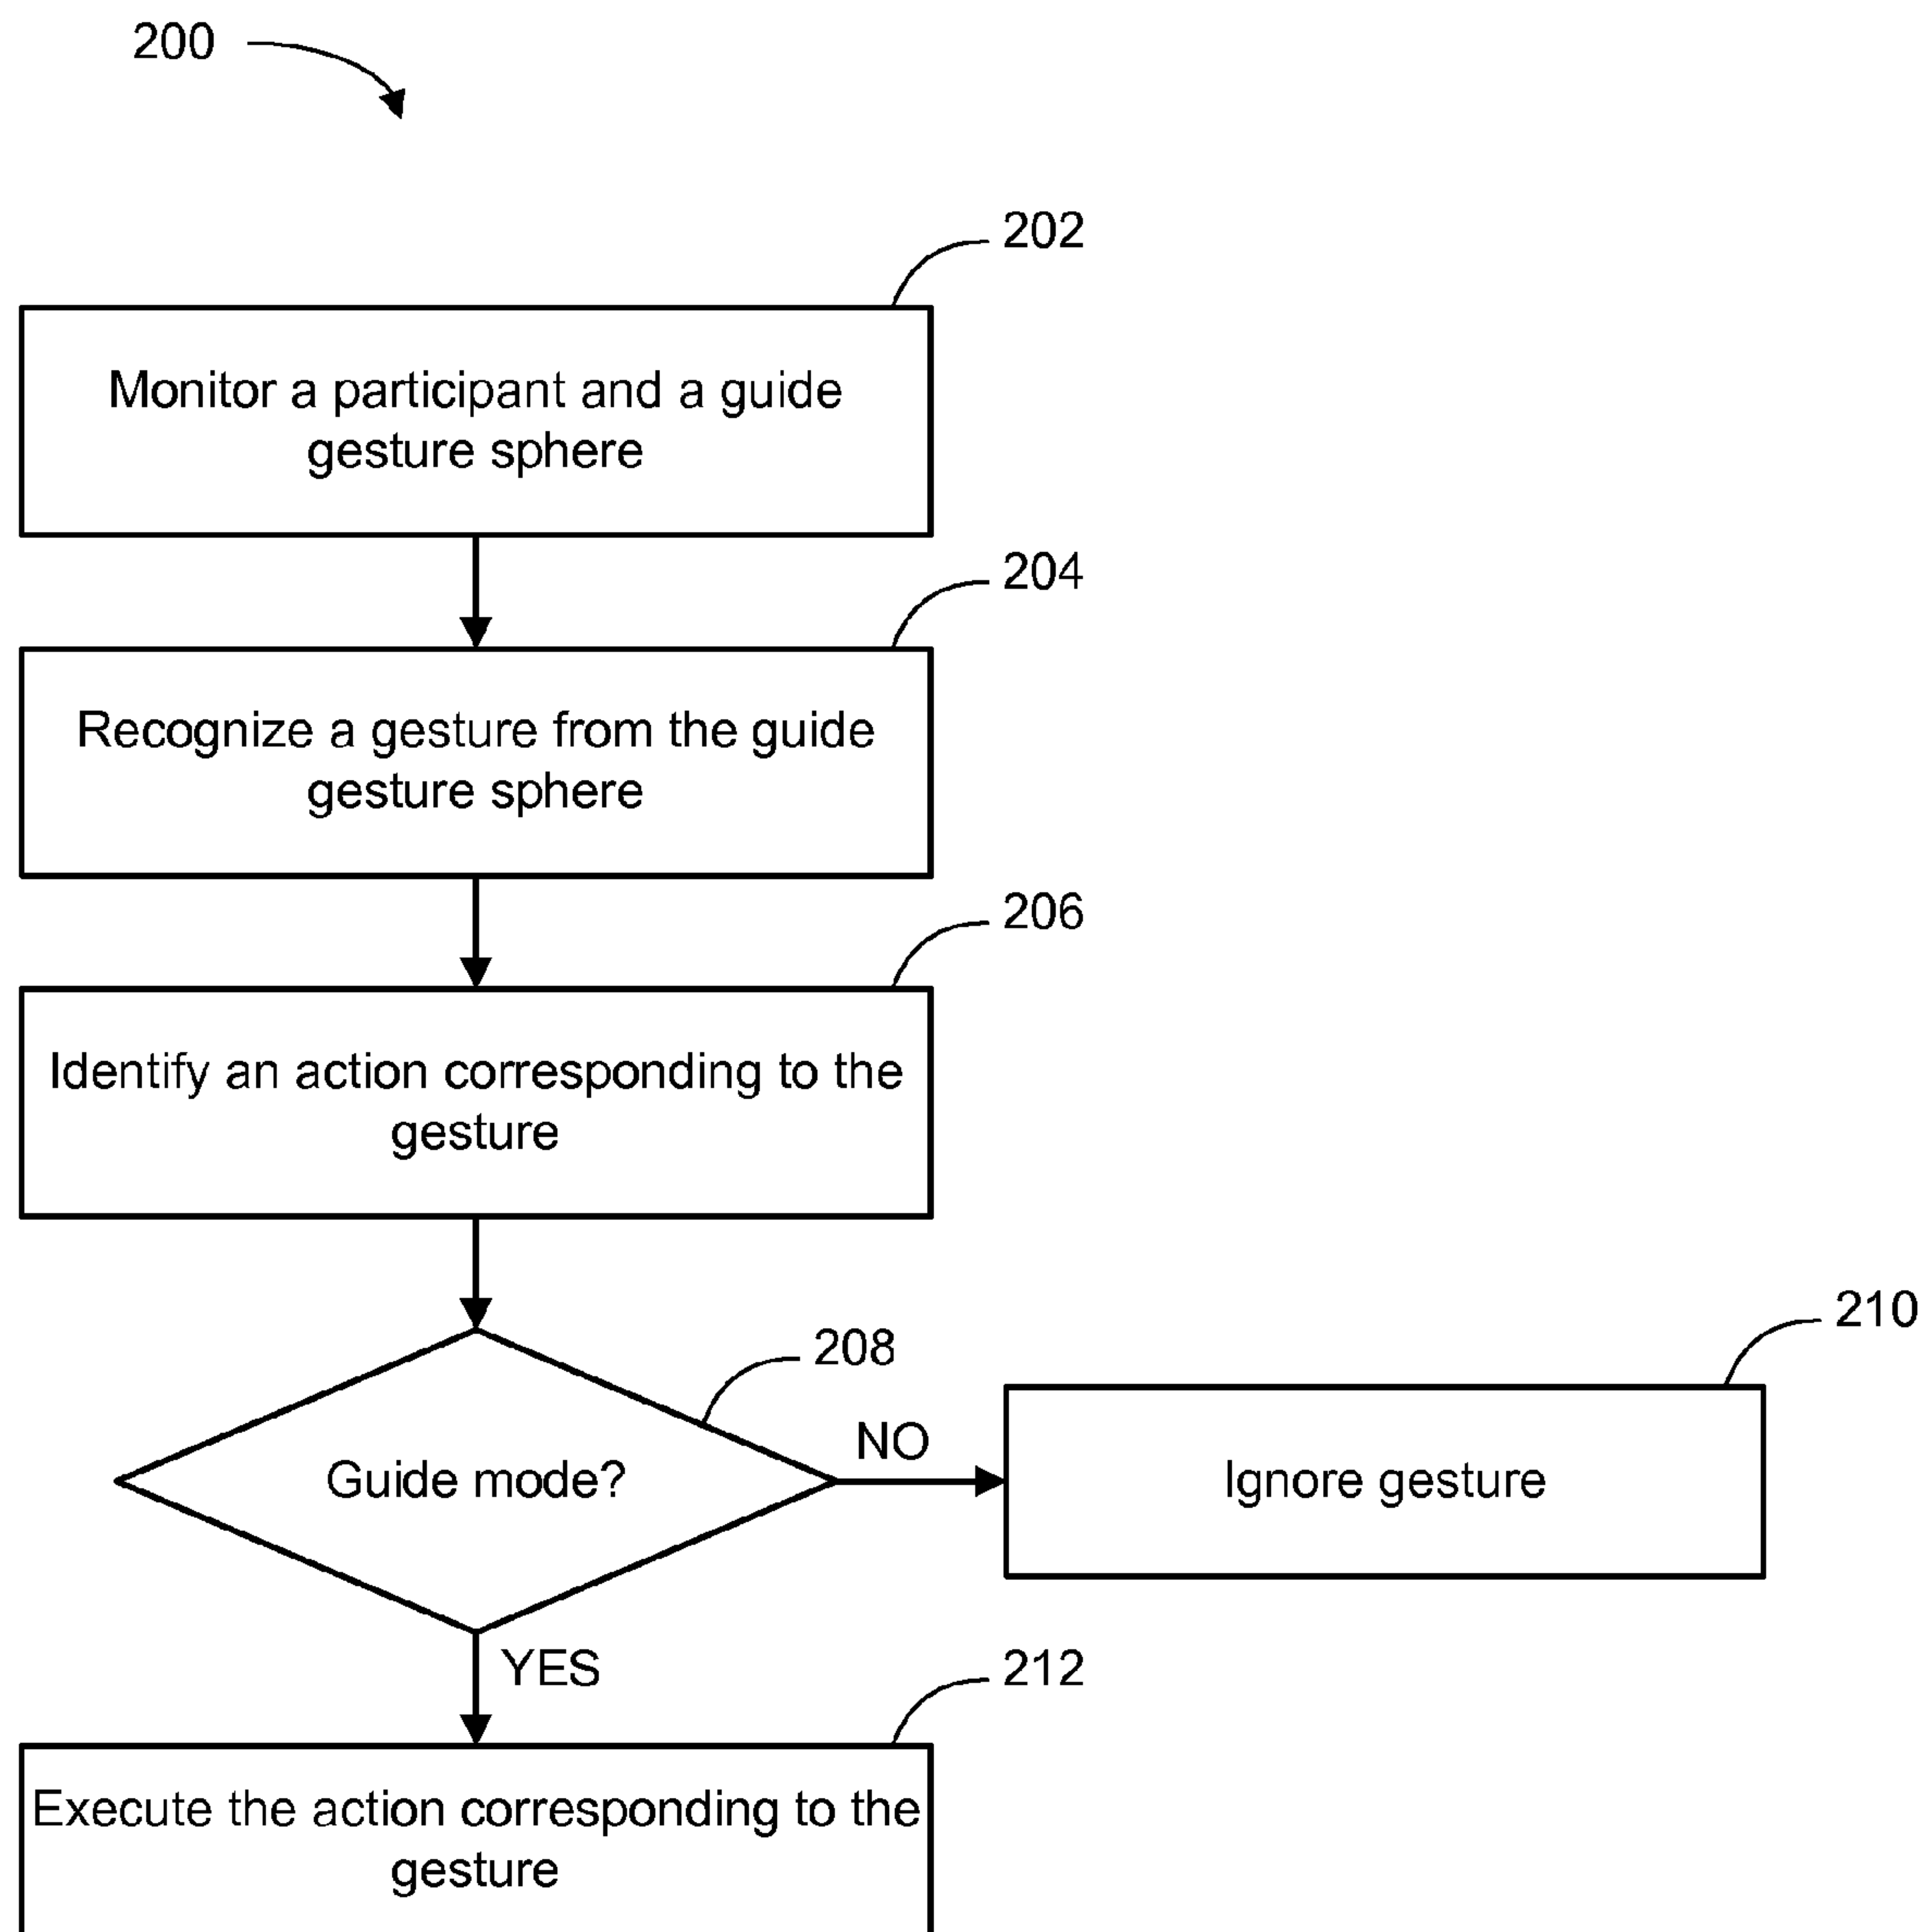 200
202
Monitor a participant and a guide
gesture sphere
204
Recognize a gesture from the guide
gesture sphere
206
Identify an action corresponding to the
gesture
208
Guide mode?
NO
210
Ignore gesture
YES
212
Execute the action corresponding to the
gesture